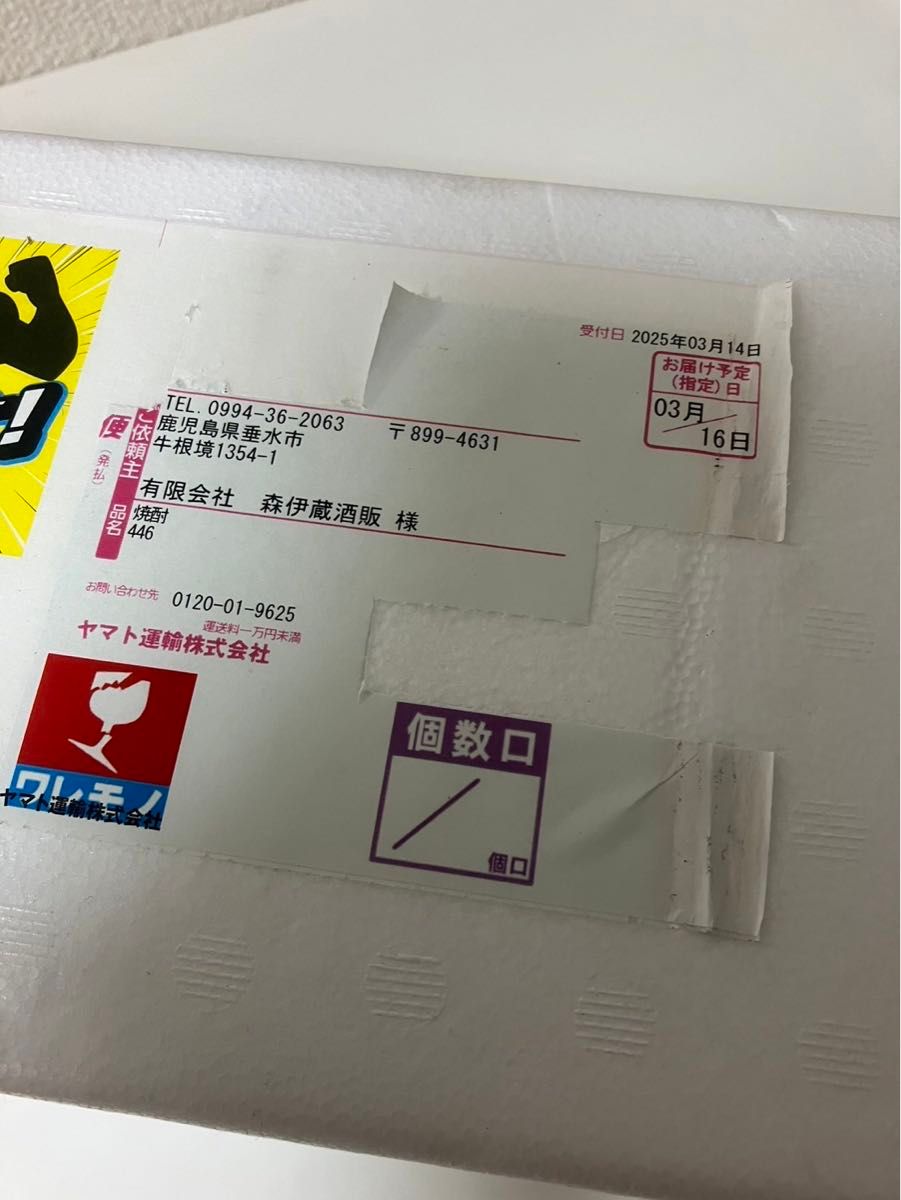 受付日 2025年03月14日
お届け予定
(指定)日
03月
16日
TEL. 0994-36-2063 〒899-4631
鹿児島県垂水市
牛根境1354-1
ご依頼主
有限会社 森伊蔵酒販 様
便
(発払)
品名
焼酎
446
お問い合わせ先 0120-01-9625
運送料一万円未満
ヤマト運輸株式会社
ワレモノ
ヤマト運輸株式会社
個数口
個口